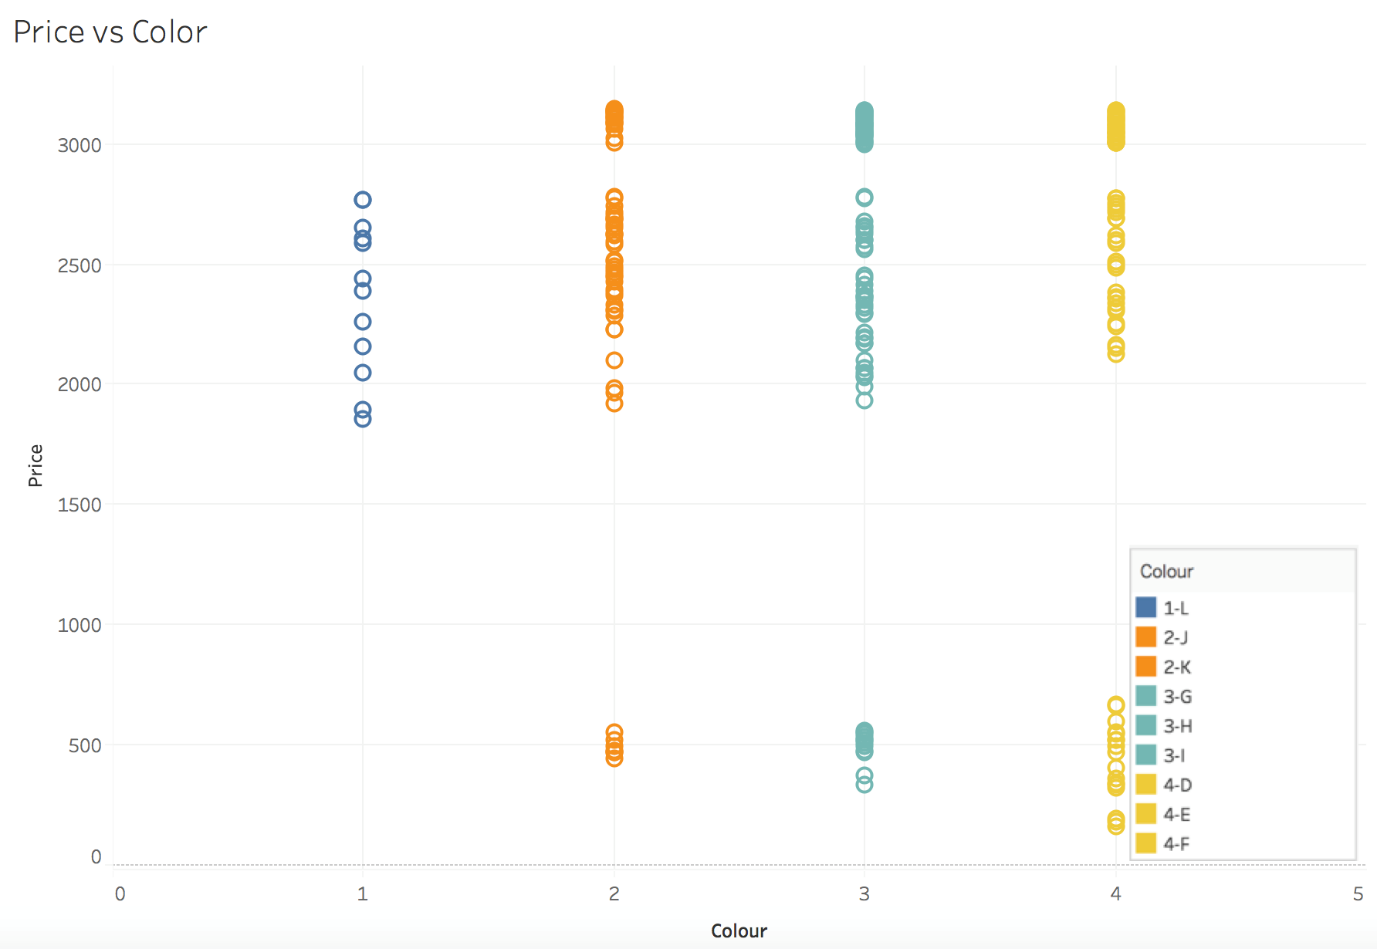 Price vs Color
3000
2500
2000
1500
1000
500
0
Price
0 1 2 3 4 5
Colour
Colour
1-L
2-J
2-K
3-G
3-H
3-I
4-D
4-E
4-F